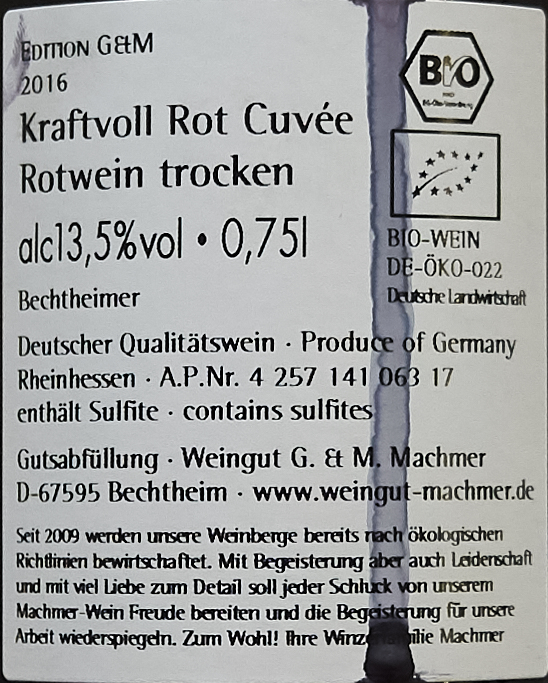 EDITION G&M
2016
Kraftvoll Rot Cuvée
Rotwein trocken
alc13,5%vol • 0,75l
Bechtheimer
Deutscher Qualitätswein · Produce of Germany
Rheinhessen · A.P.Nr. 4 257 141 063 17
enthält Sulfite · contains sulfites
Gutsabfüllung · Weingut G. & M. Machmer
D-67595 Bechtheim · www.weingut-machmer.de
Seit 2009 werden unsere Weinberge bereits nach ökologischen
Richtlinien bewirtschaftet. Mit Begeisterung aber auch Leidenschaft
und mit viel Liebe zum Detail soll jeder Schluck von unserem
Machmer-Wein Freude bereiten und die Begeisterung für unsere
Arbeit wiederspiegeln. Zum Wohl! Ihre Winzerfamilie Machmer
BIO
BIO-WEIN
DE-ÖKO-022
Deutsche Landwirtschaft